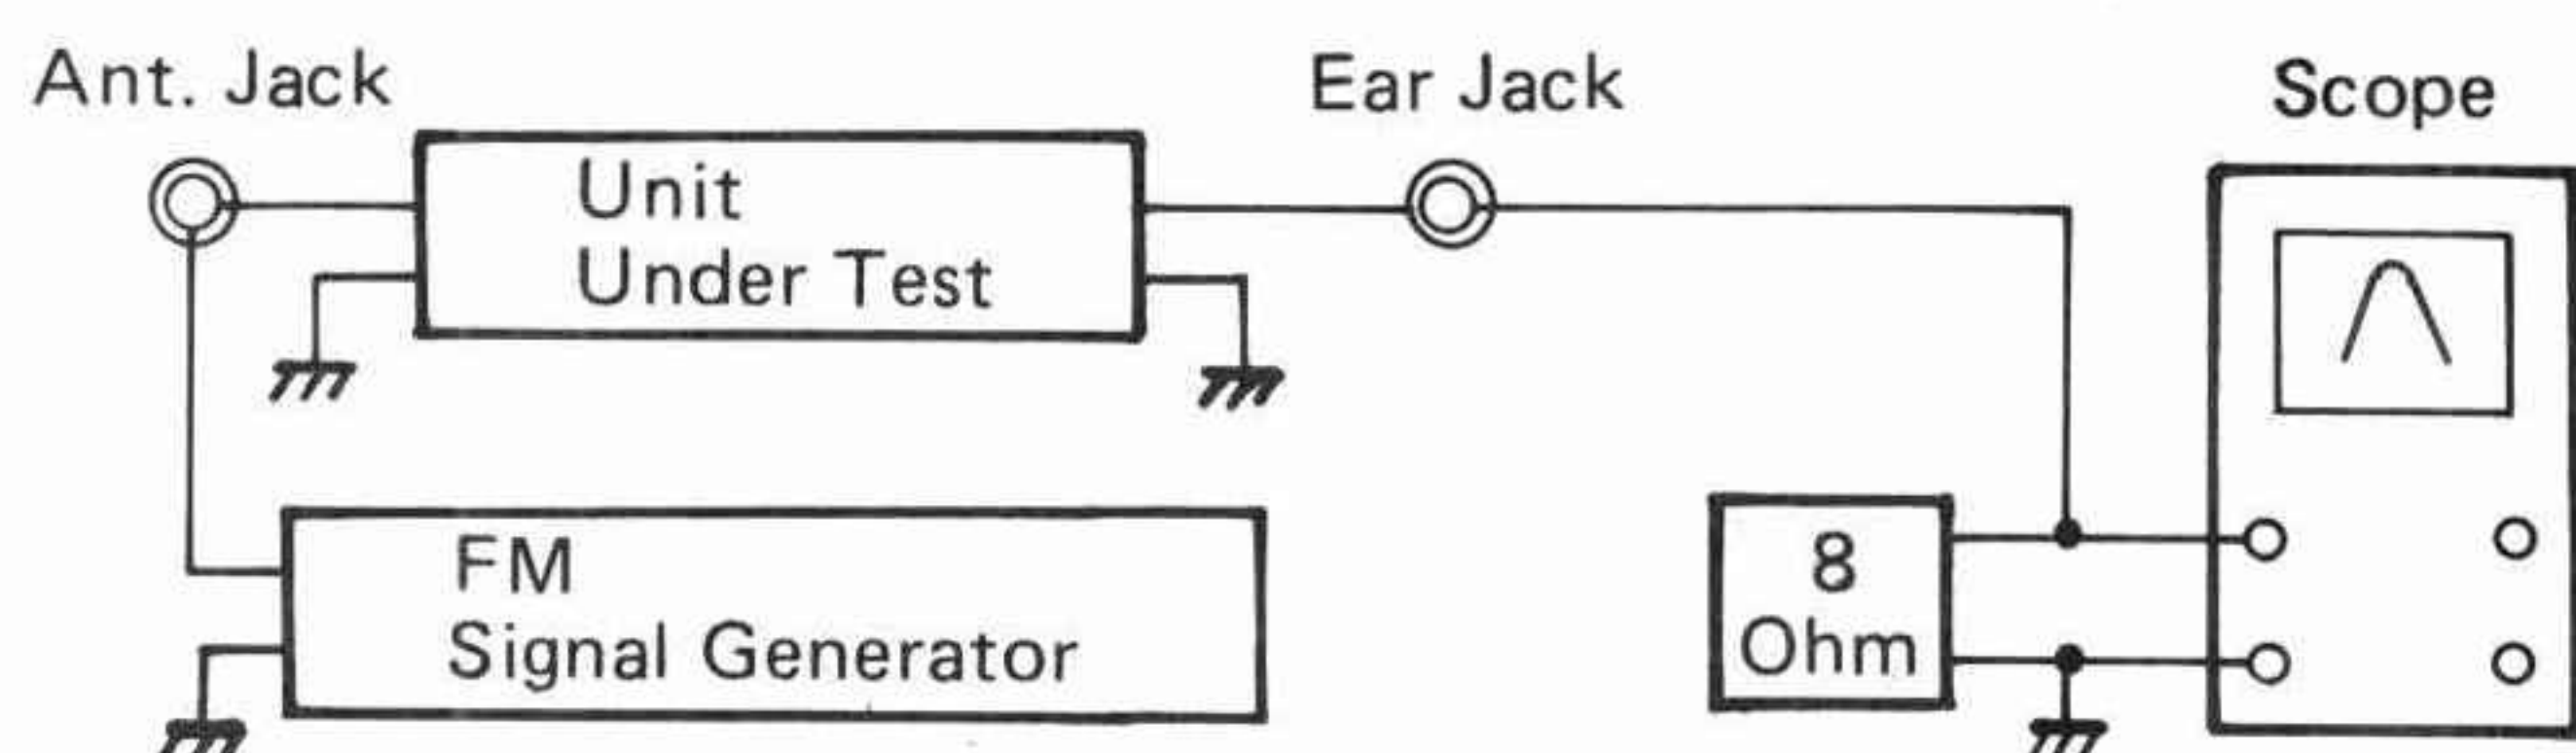 Ant. Jack
Ear Jack
Scope
Unit
Under Test
FM
Signal Generator
8
Ohm